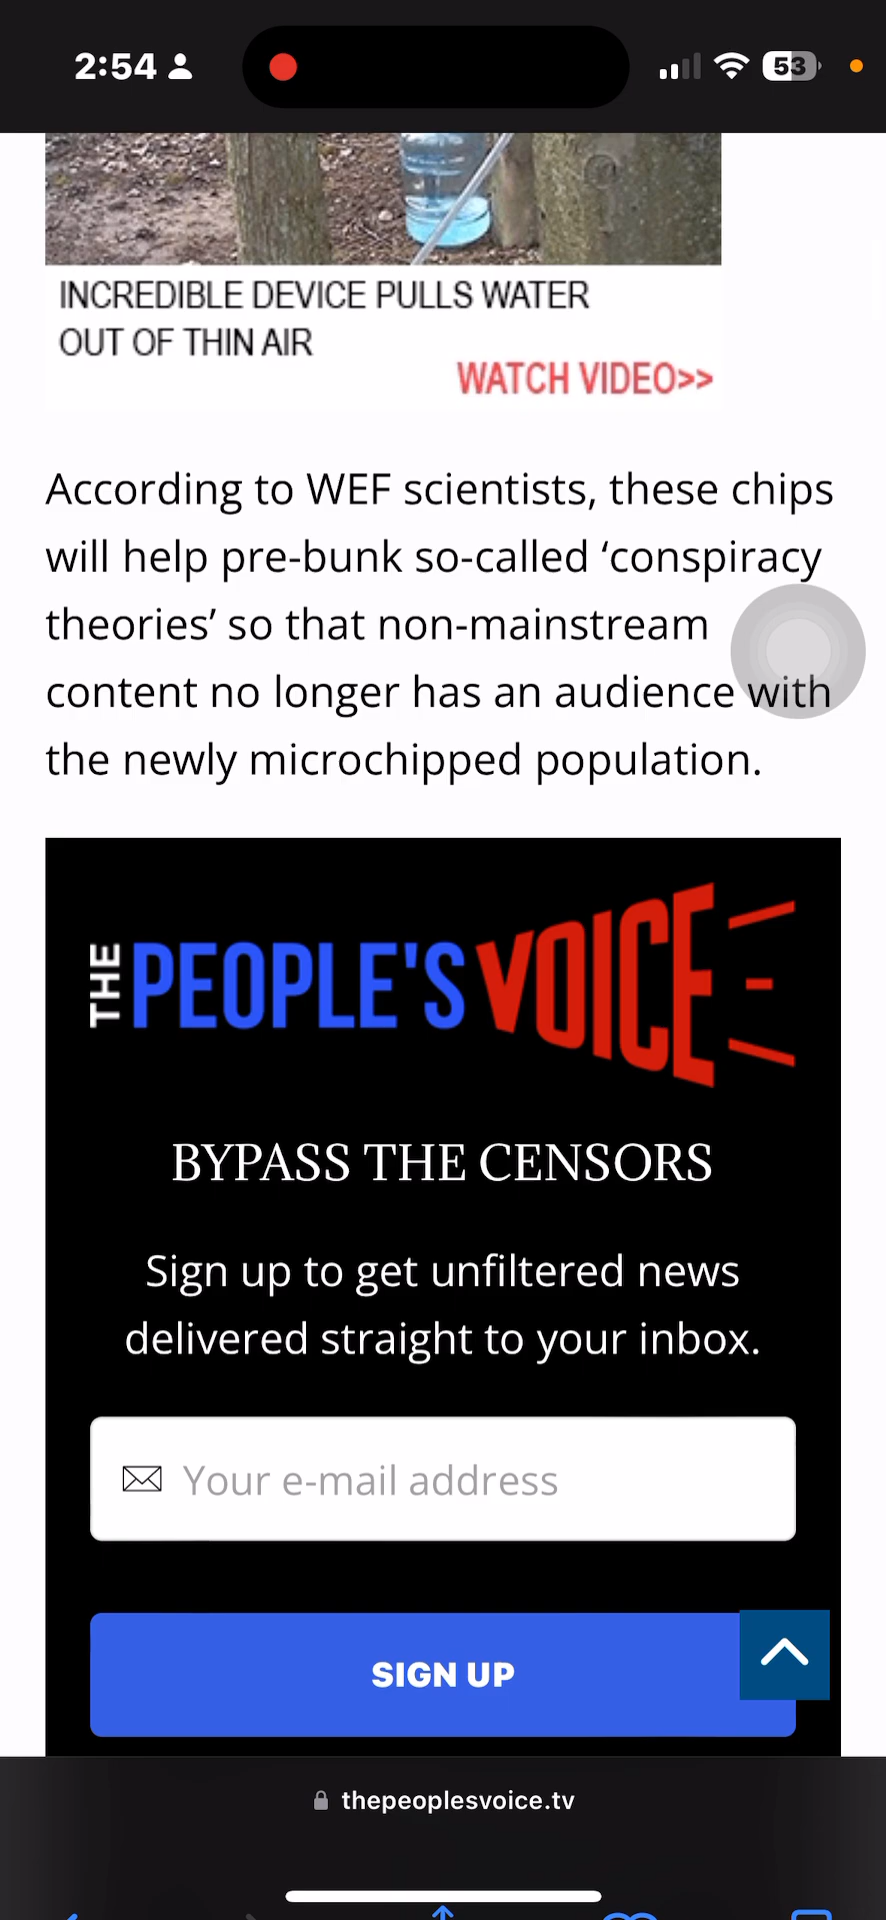 2:54
53
INCREDIBLE DEVICE PULLS WATER
OUT OF THIN AIR
WATCH VIDEO>>
According to WEF scientists, these chips
will help pre-bunk so-called ‘conspiracy
theories’ so that non-mainstream
content no longer has an audience with
the newly microchipped population.
THE PEOPLE'S VOICE
BYPASS THE CENSORS
Sign up to get unfiltered news
delivered straight to your inbox.
Your e-mail address
SIGN UP
thepeoplesvoice.tv